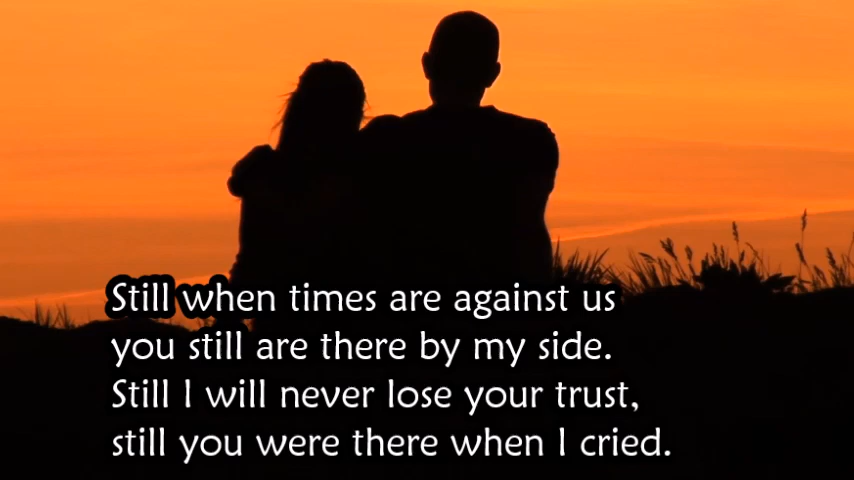 Still when times are against us
you still are there by my side.
Still I will never lose your trust,
still you were there when I cried.